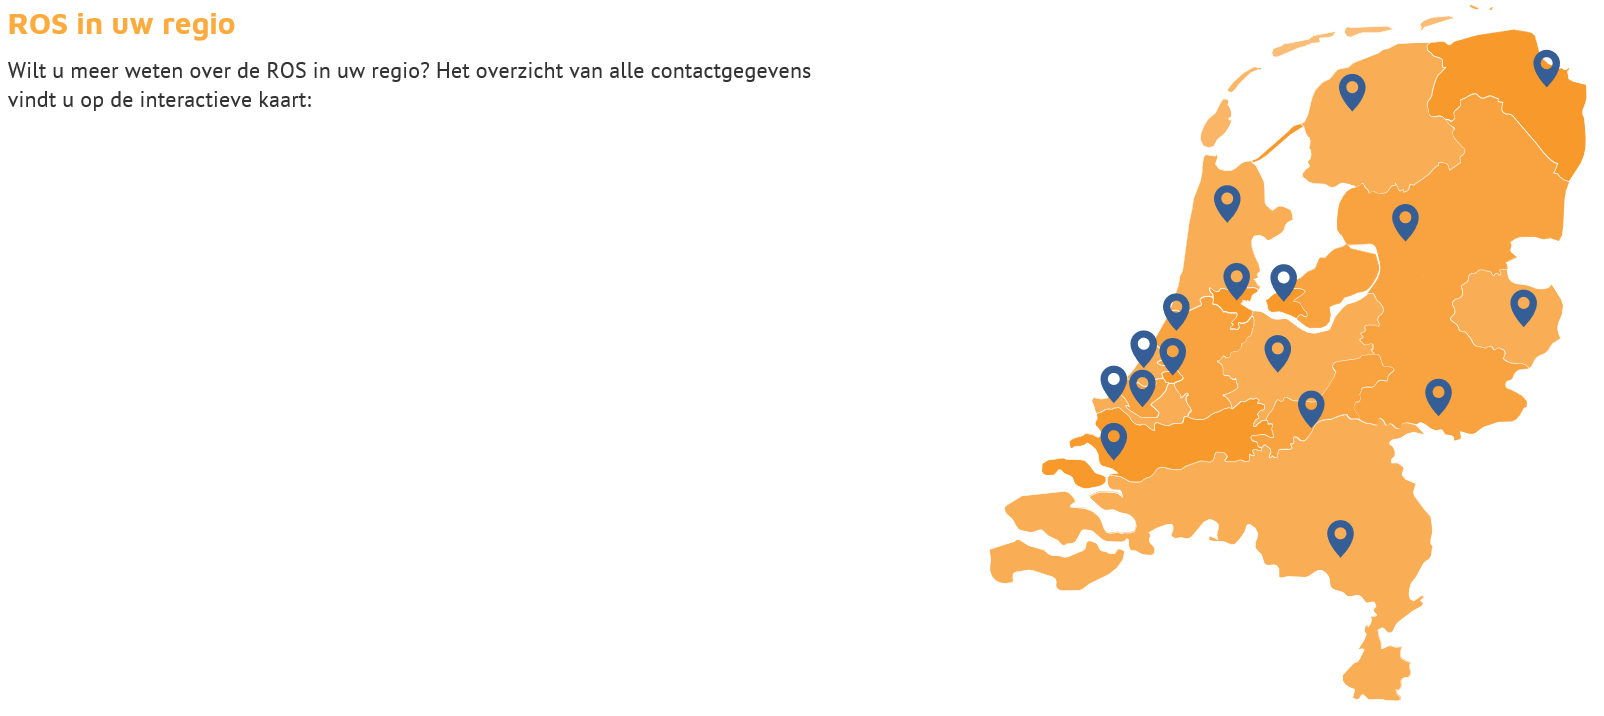 ROS in uw regio
Wilt u meer weten over de ROS in uw regio? Het overzicht van alle contactgegevens
vindt u op de interactieve kaart: